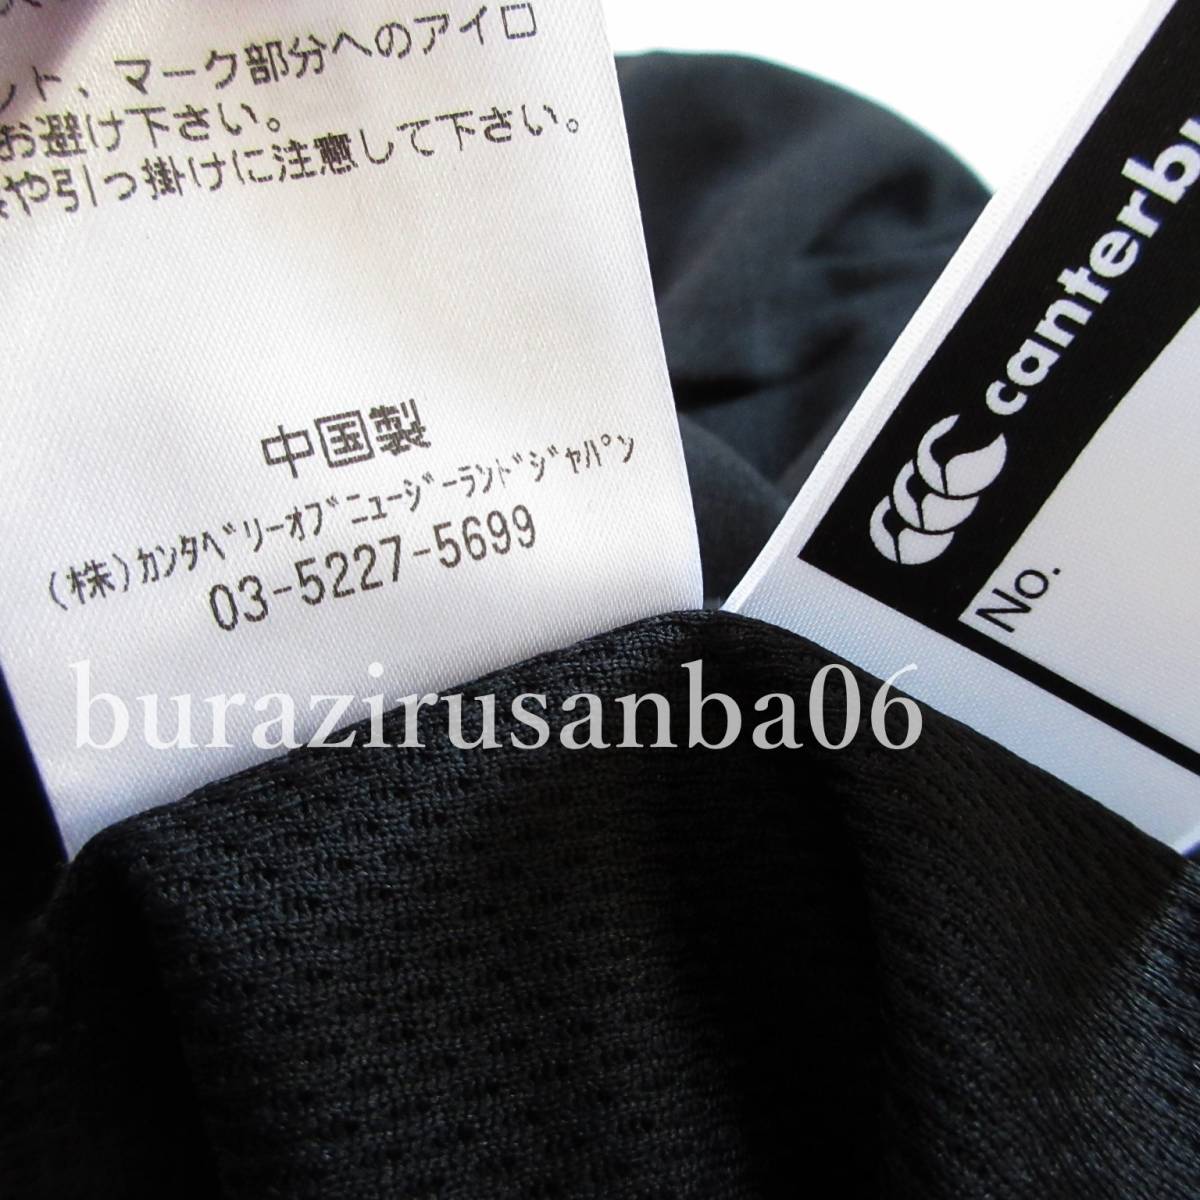 ント、マーク部分へのアイロ
お避け下さい。
や引っ掛けに注意して下さい。
中国製
(株)ｶﾝﾀﾍﾞﾘｰｵﾌﾞﾆｭｰｼﾞｰﾗﾝﾄﾞｼﾞｬﾊﾟﾝ
03-5227-5699
canterbu
No.
burazirusanba06